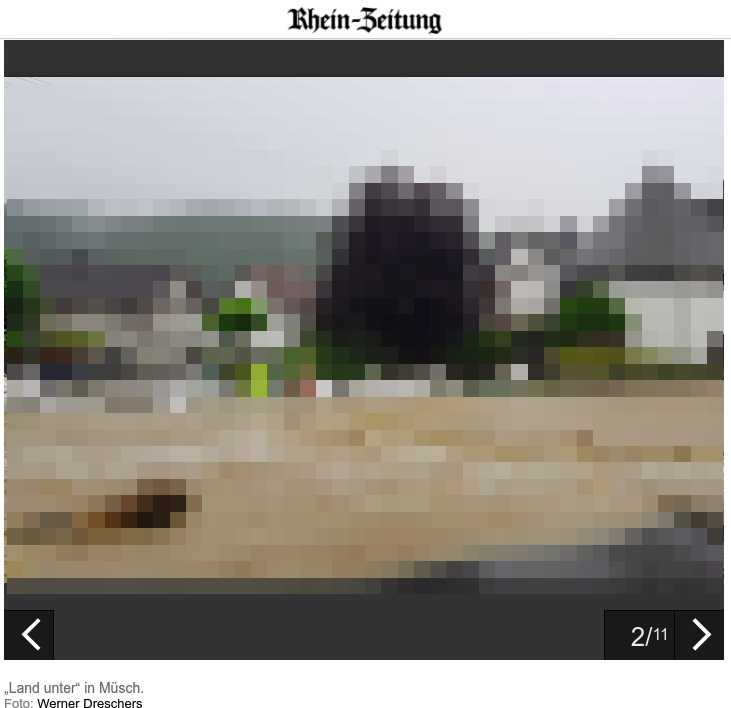 Rhein-Zeitung
2/11
„Land unter“ in Müsch.
Foto: Werner Dreschers